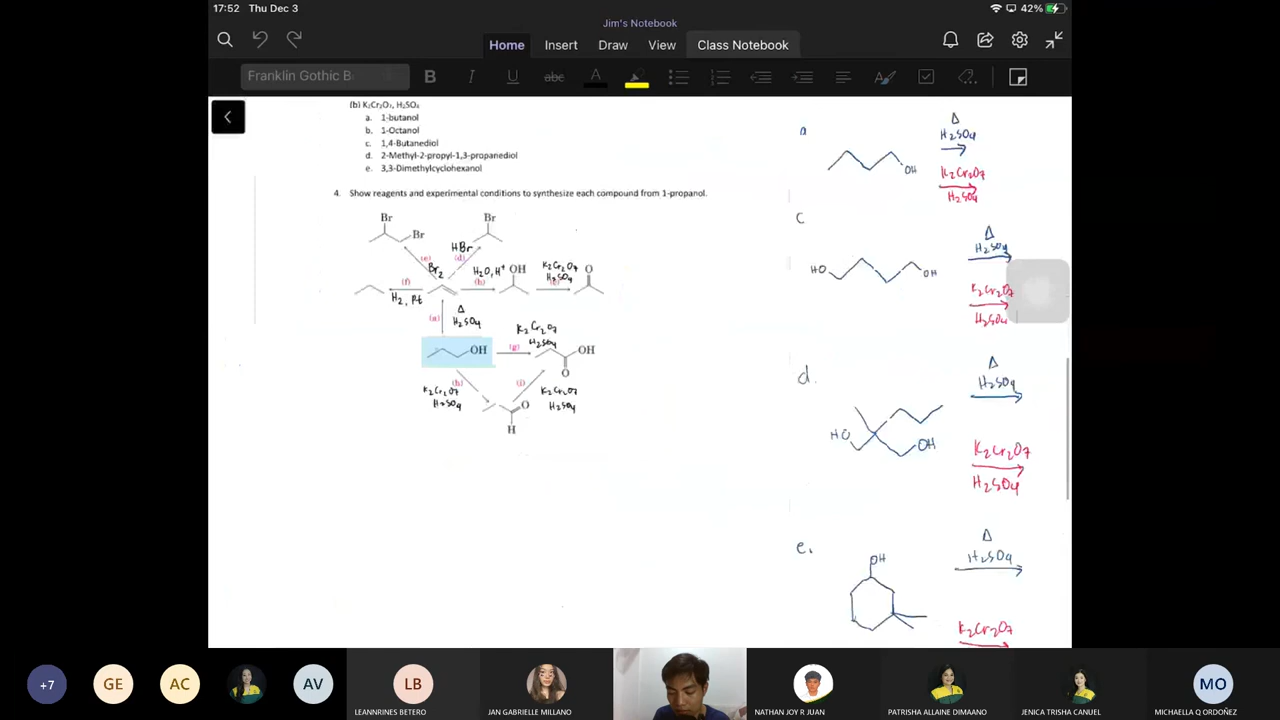 17:52 Thu Dec 3
42%
Jim's Notebook
Home Insert Draw View Class Notebook
Franklin Gothic B
B I U abc A
(b) K₂Cr₂O₇, H₂SO₄
a. 1-butanol
b. 1-Octanol
c. 1,4-Butanediol
d. 2-Methyl-2-propyl-1,3-propanediol
e. 3,3-Dimethylcyclohexanol
4. Show reagents and experimental conditions to synthesize each compound from 1-propanol.
Br Br
Br HBr
(e) (d)
Br₂ H₂O, H⁺ OH K₂Cr₂O₇ O
H₂SO₄
(f) (b)
H₂, Pt
(a) Δ
H₂SO₄
K₂Cr₂O₇
H₂SO₄
OH (g) OH
O
(h) (i)
K₂Cr₂O₇ K₂Cr₂O₇
H₂SO₄ O H₂SO₄
H
a
Δ
H₂SO₄
OH
K₂Cr₂O₇
H₂SO₄
C
Δ
H₂SO₄
HO OH
K₂Cr₂O₇
H₂SO₄
d.
Δ
H₂SO₄
HO OH
K₂Cr₂O₇
H₂SO₄
e.
Δ
H₂SO₄
OH
K₂Cr₂O₇
+7 GE AC AV LB MO
LEANNRINES BETERO JAN GABRIELLE MILLANO NATHAN JOY R JUAN PATRISHA ALLAINE DIMAANO JENICA TRISHA CANUEL MICHAELLA Q ORDOÑEZ